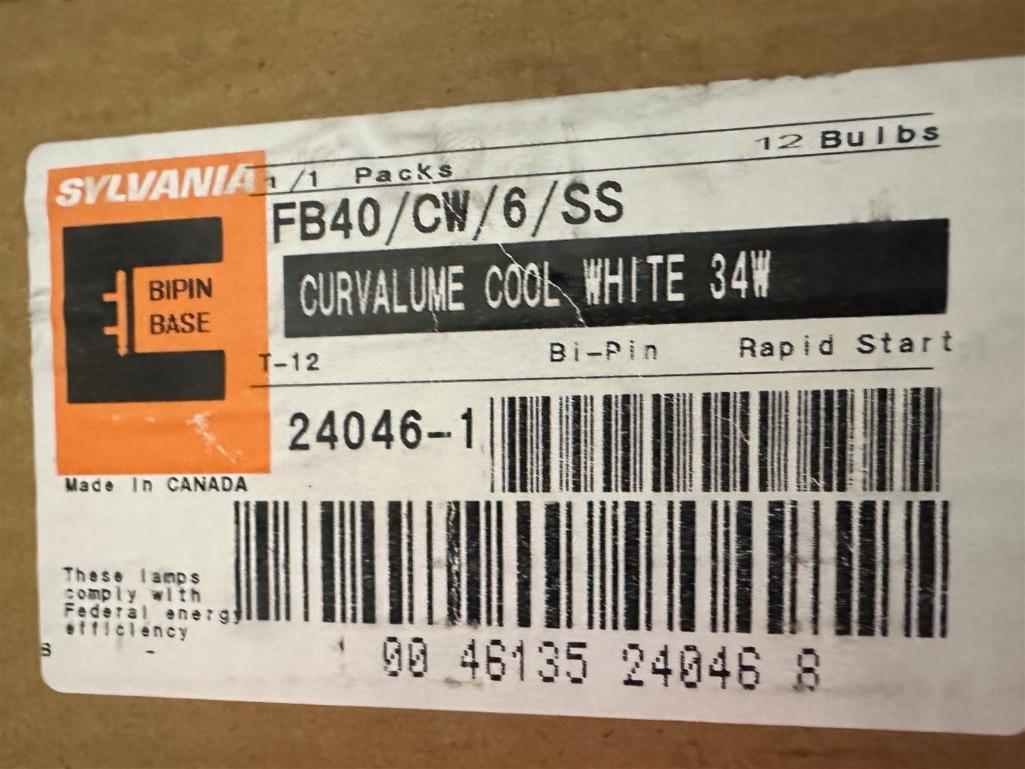 12 Bulbs
1/1 Packs
SYLVANIA
FB40/CW/6/SS
CURVALUME COOL WHITE 34W
BIPIN
BASE
T-12 Bi-Pin Rapid Start
24046-1
Made In CANADA
These lamps
comply with
Federal energy
efficiency
00 46135 24046 8